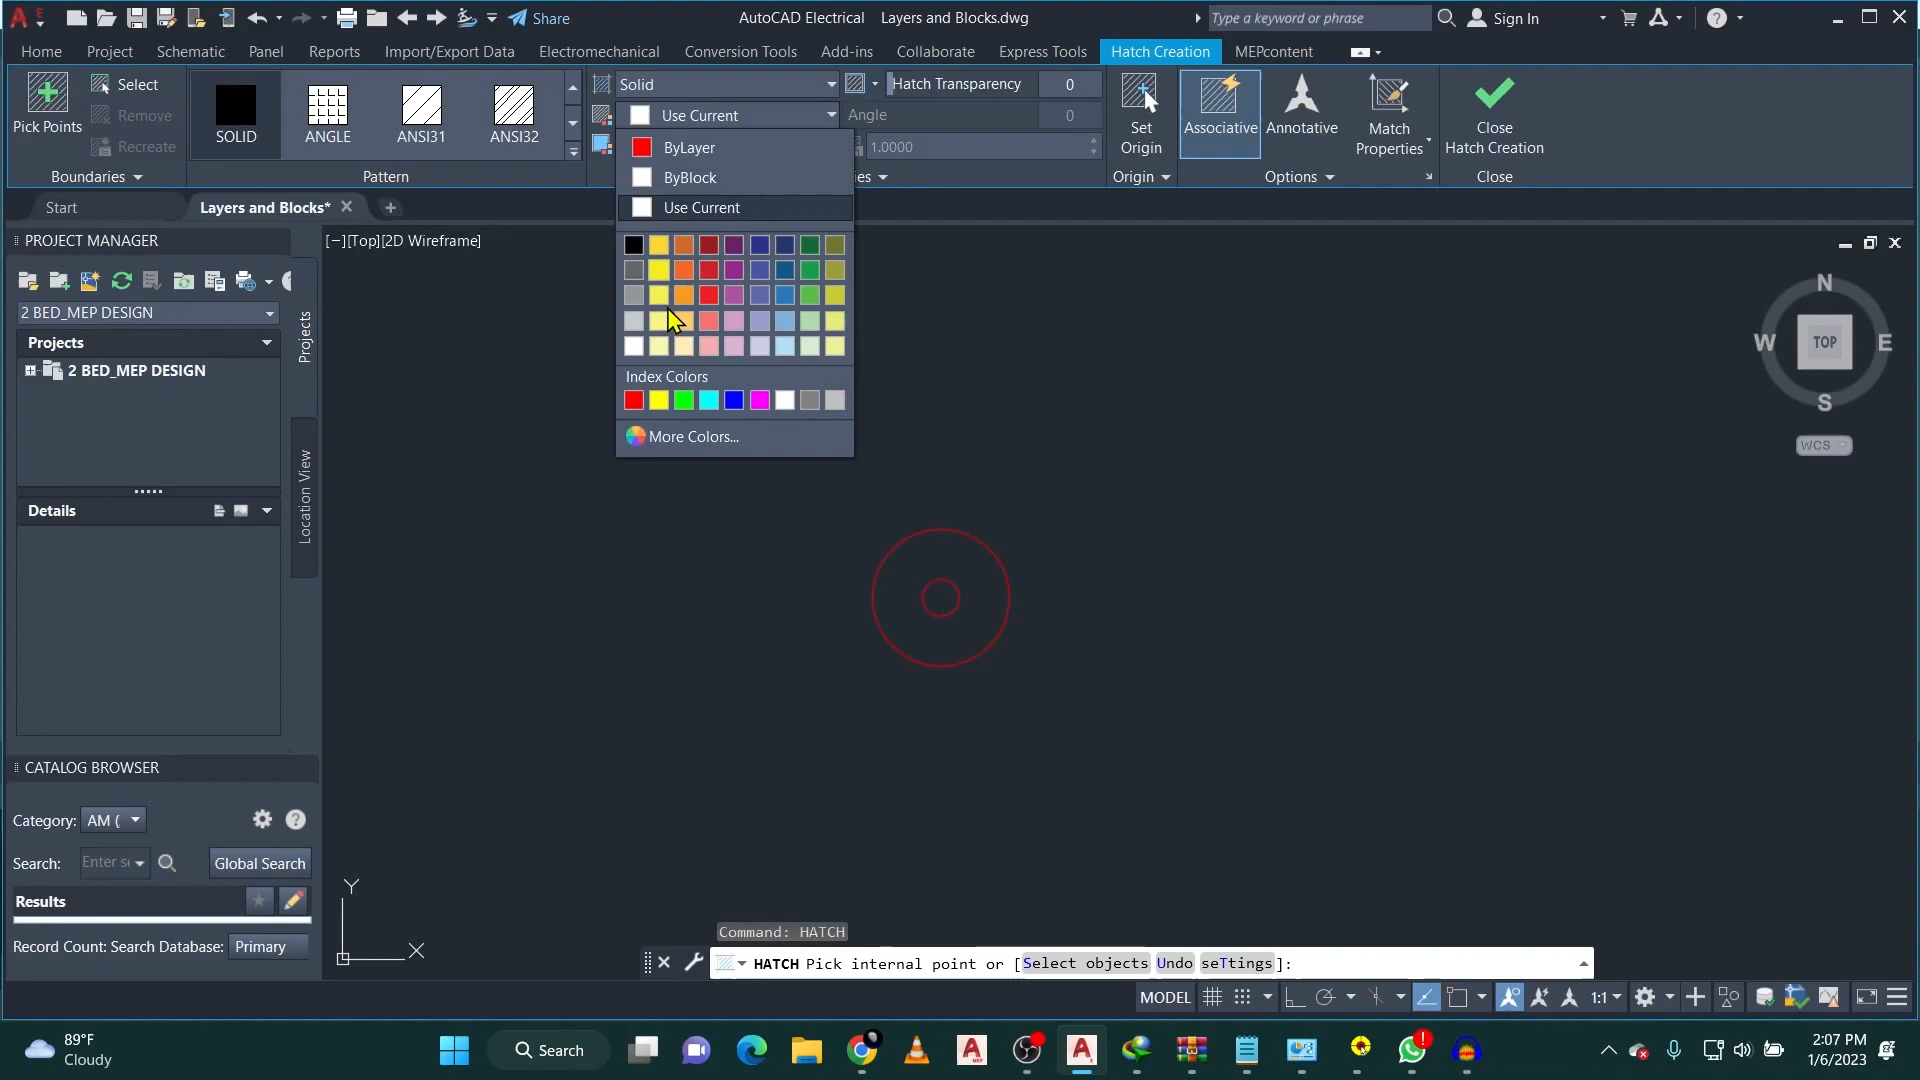 Share
AutoCAD Electrical Layers and Blocks.dwg
Type a keyword or phrase
Sign In
Home Project Schematic Panel Reports Import/Export Data Electromechanical Conversion Tools Add-ins Collaborate Express Tools Hatch Creation MEPcontent
Pick Points
Select
Remove
Recreate
Boundaries
SOLID
ANGLE
ANSI31
ANSI32
Pattern
Solid
Use Current
Hatch Transparency 0
Angle 0
1.0000
Set
Origin
Origin
Associative
Annotative
Match
Properties
Options
Close
Hatch Creation
Close
ByLayer
ByBlock
Use Current
Index Colors
More Colors...
Start
Layers and Blocks*
[−][Top][2D Wireframe]
PROJECT MANAGER
2 BED_MEP DESIGN
Projects
2 BED_MEP DESIGN
Details
Projects
Location View
N
W TOP E
S
WCS
CATALOG BROWSER
Category: AM (
Search:
Global Search
Results
Record Count: Search Database: Primary
Y
X
Command: HATCH
HATCH Pick internal point or [Select objects Undo seTtings]:
MODEL
1:1
89°F
Cloudy
Search
2:07 PM
1/6/2023